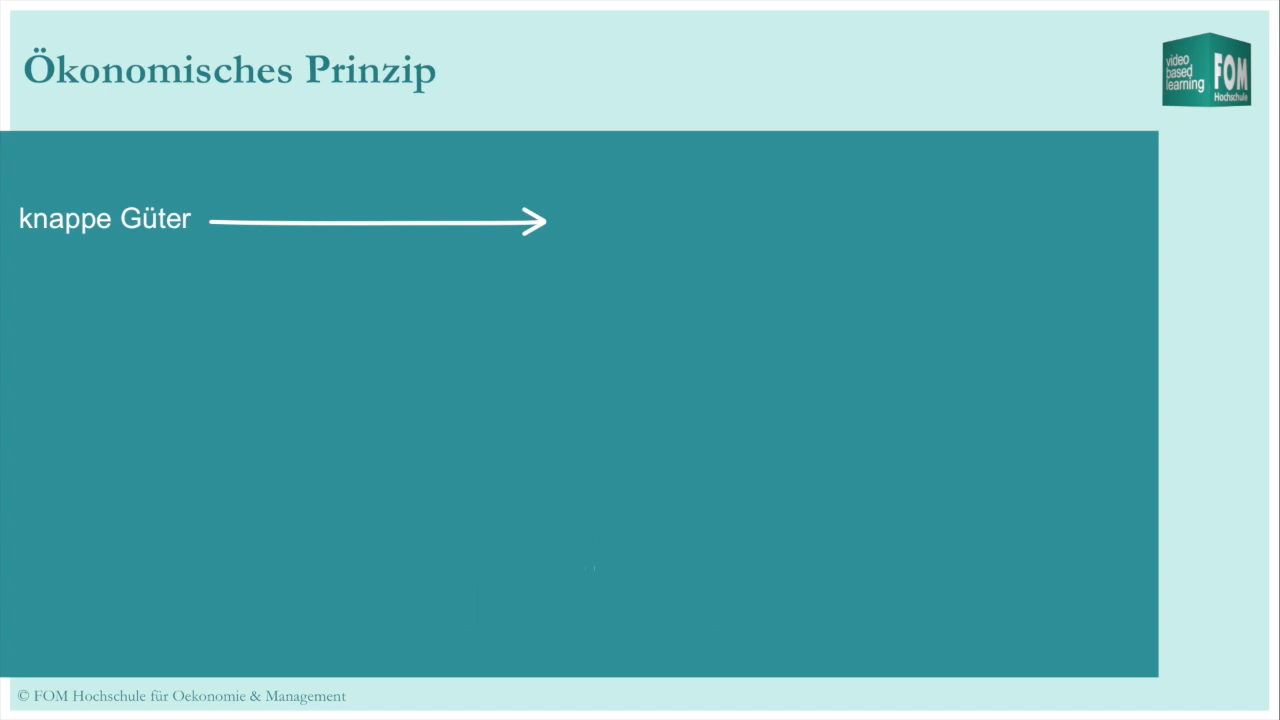 Ökonomisches Prinzip
video
based
learning
FOM
Hochschule
knappe Güter
© FOM Hochschule für Oekonomie & Management